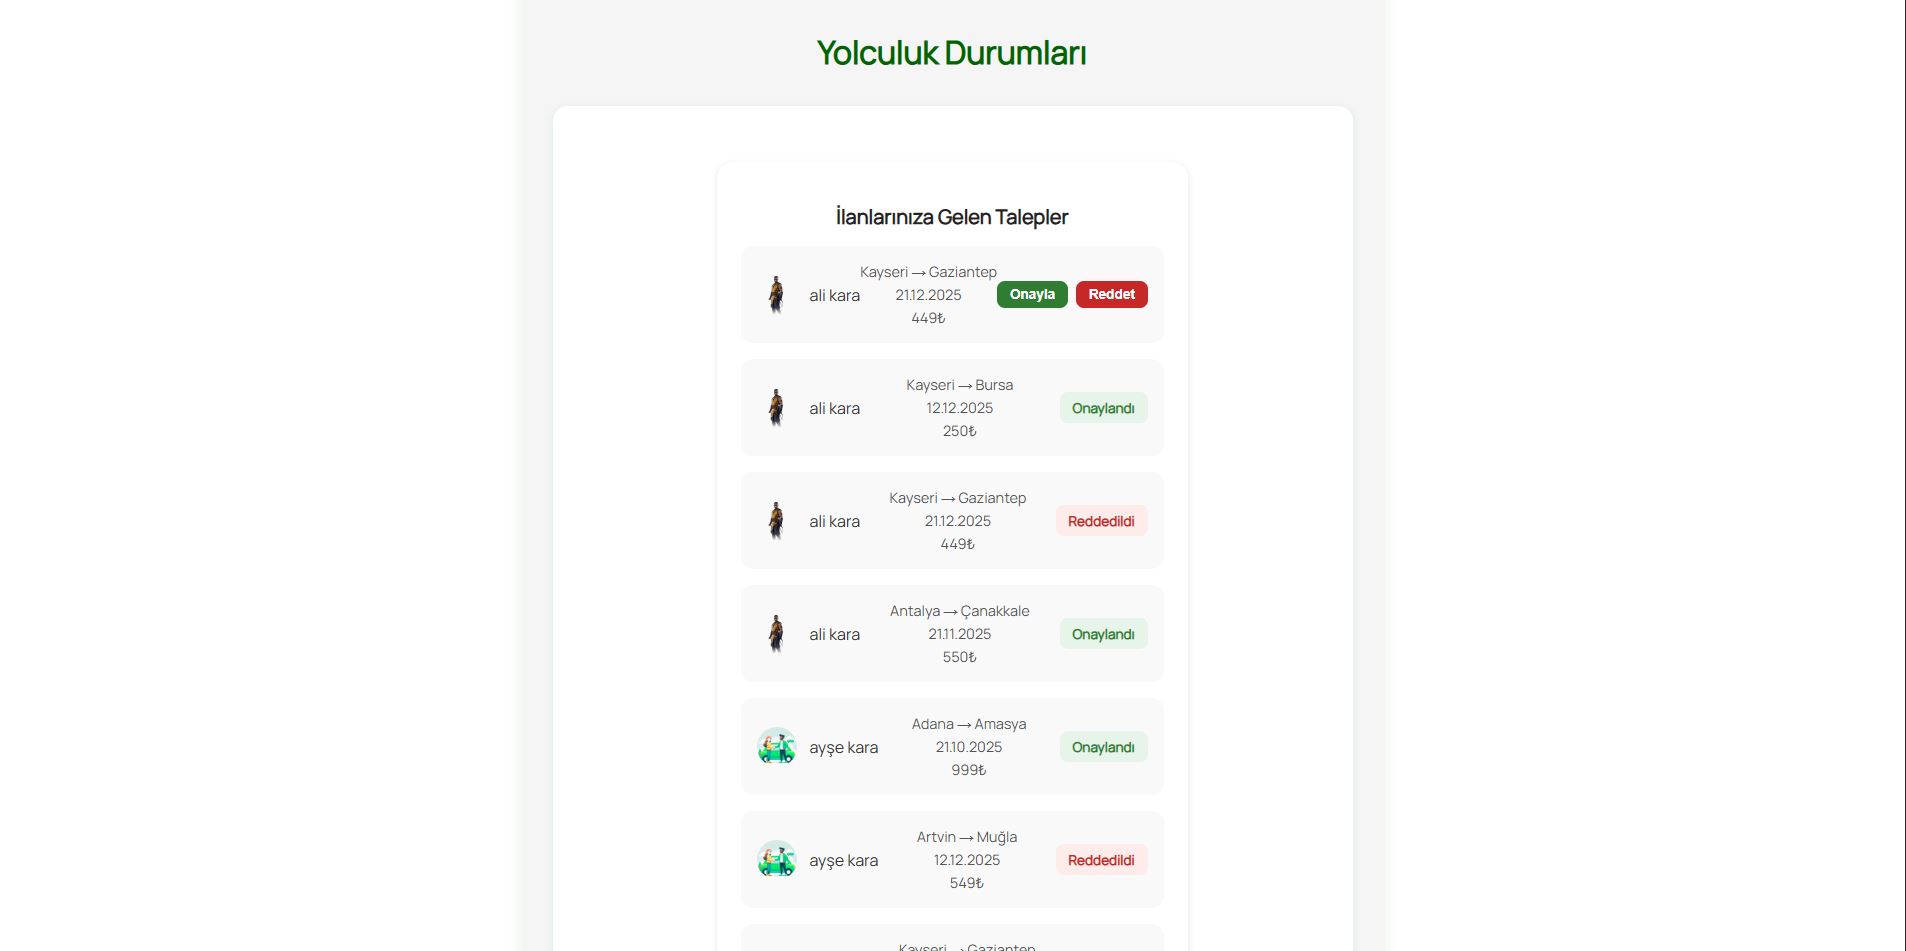 Yolculuk Durumları
İlanlarınıza Gelen Talepler
ali kara
Kayseri → Gaziantep
21.12.2025
449₺
Onayla
Reddet
ali kara
Kayseri → Bursa
12.12.2025
250₺
Onaylandı
ali kara
Kayseri → Gaziantep
21.12.2025
449₺
Reddedildi
ali kara
Antalya → Çanakkale
21.11.2025
550₺
Onaylandı
ayşe kara
Adana → Amasya
21.10.2025
999₺
Onaylandı
ayşe kara
Artvin → Muğla
12.12.2025
549₺
Reddedildi
Kayseri → Gaziantep